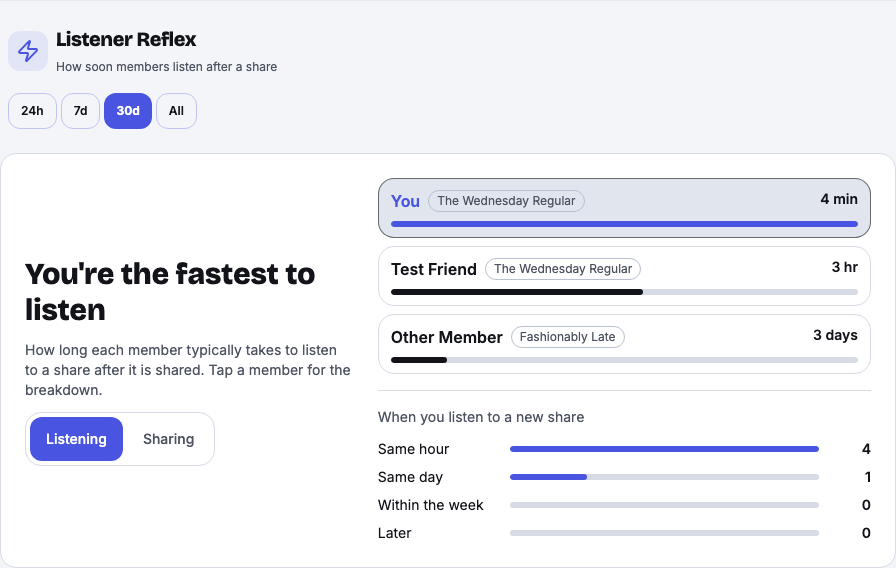 Listener Reflex
How soon members listen after a share
24h 7d 30d All
You're the fastest to
listen
How long each member typically takes to listen
to a share after it is shared. Tap a member for the
breakdown.
Listening Sharing
You The Wednesday Regular 4 min
Test Friend The Wednesday Regular 3 hr
Other Member Fashionably Late 3 days
When you listen to a new share
Same hour 4
Same day 1
Within the week 0
Later 0